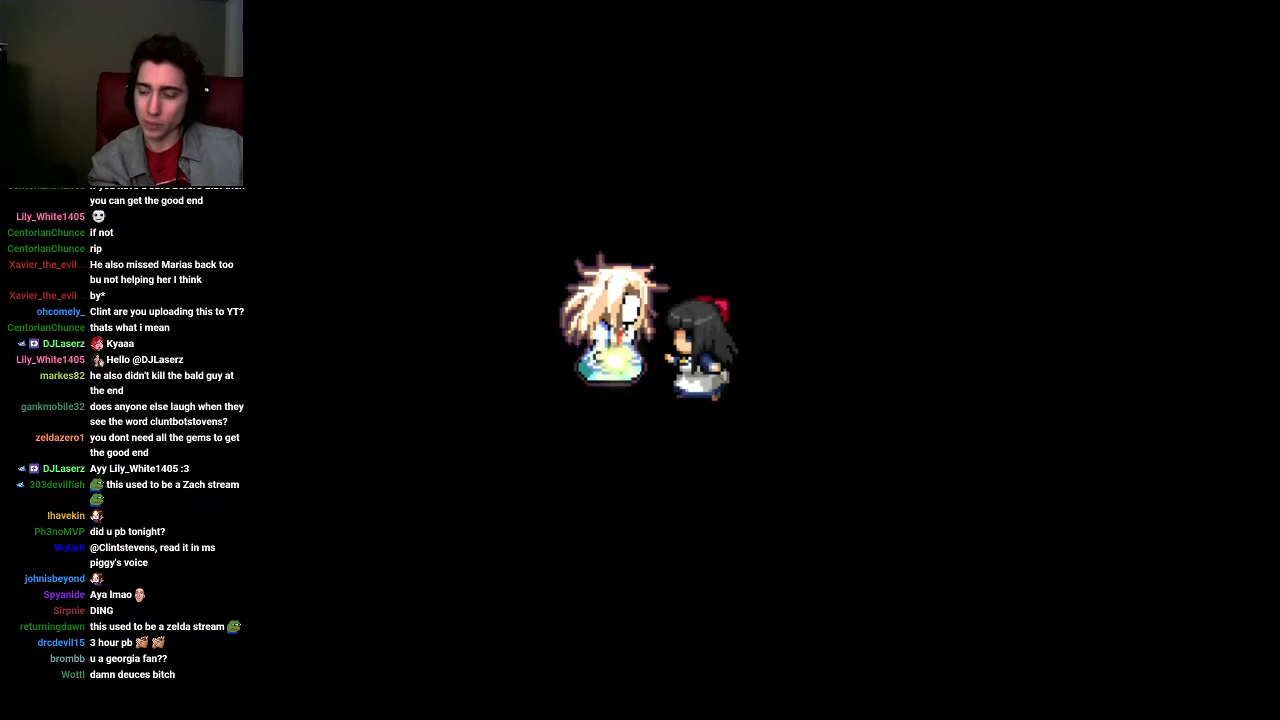 you can get the good end
Lily_White1405
CentorianChunce if not
CentorianChunce rip
Xavier_the_evil... He also missed Marias back too
bu not helping her I think
Xavier_the_evil... by*
ohcomely_ Clint are you uploading this to YT?
CentorianChunce thats what i mean
DJLaserz Kyaaa
Lily_White1405 Hello @DJLaserz
markes82 he also didn't kill the bald guy at
the end
gankmobile32 does anyone else laugh when they
see the word cluntbotstovens?
zeldazero1 you dont need all the gems to get
the good end
DJLaserz Ayy Lily_White1405 :3
303devilfish this used to be a Zach stream
Ihavekin
Ph3noMVP did u pb tonight?
@Clintstevens, read it in ms
piggy's voice
johnisbeyond
Spyanide Aya lmao
Sirpnie DING
returningdawn this used to be a zelda stream
drcdevil15 3 hour pb
brombb u a georgia fan??
Wottl damn deuces bitch